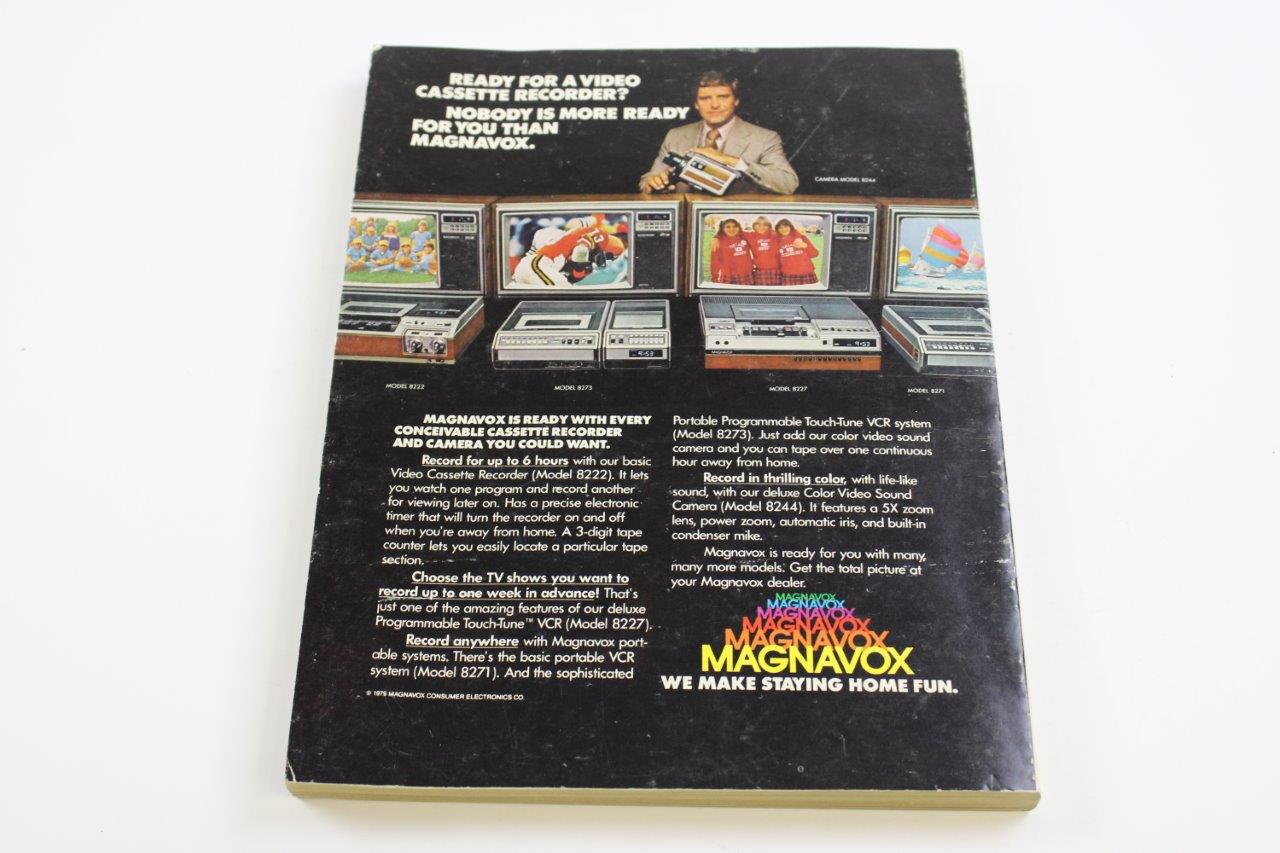 READY FOR A VIDEO
CASSETTE RECORDER?
NOBODY IS MORE READY
FOR YOU THAN
MAGNAVOX.
CAMERA MODEL 8244
13
9:53
MAGNAVOX
9:53
MODEL 8222
MODEL 8273
MODEL 8227
MODEL 8271
MAGNAVOX IS READY WITH EVERY
CONCEIVABLE CASSETTE RECORDER
AND CAMERA YOU COULD WANT.
Record for up to 6 hours with our basic
Video Cassette Recorder (Model 8222). It lets
you watch one program and record another
for viewing later on. Has a precise electronic
timer that will turn the recorder on and off
when you're away from home. A 3-digit tape
counter lets you easily locate a particular tape
section.
Choose the TV shows you want to
record up to one week in advance! That's
just one of the amazing features of our deluxe
Programmable Touch-Tune™ VCR (Model 8227).
Record anywhere with Magnavox port-
able systems. There's the basic portable VCR
system (Model 8271). And the sophisticated
© 1979 MAGNAVOX CONSUMER ELECTRONICS CO.
Portable Programmable Touch-Tune VCR system
(Model 8273). Just add our color video sound
camera and you can tape over one continuous
hour away from home.
Record in thrilling color, with life-like
sound, with our deluxe Color Video Sound
Camera (Model 8244). It features a 5X zoom
lens, power zoom, automatic iris, and built-in
condenser mike.
Magnavox is ready for you with many,
many more models. Get the total picture at
your Magnavox dealer.
MAGNAVOX
MAGNAVOX
MAGNAVOX
MAGNAVOX
MAGNAVOX
MAGNAVOX
WE MAKE STAYING HOME FUN.